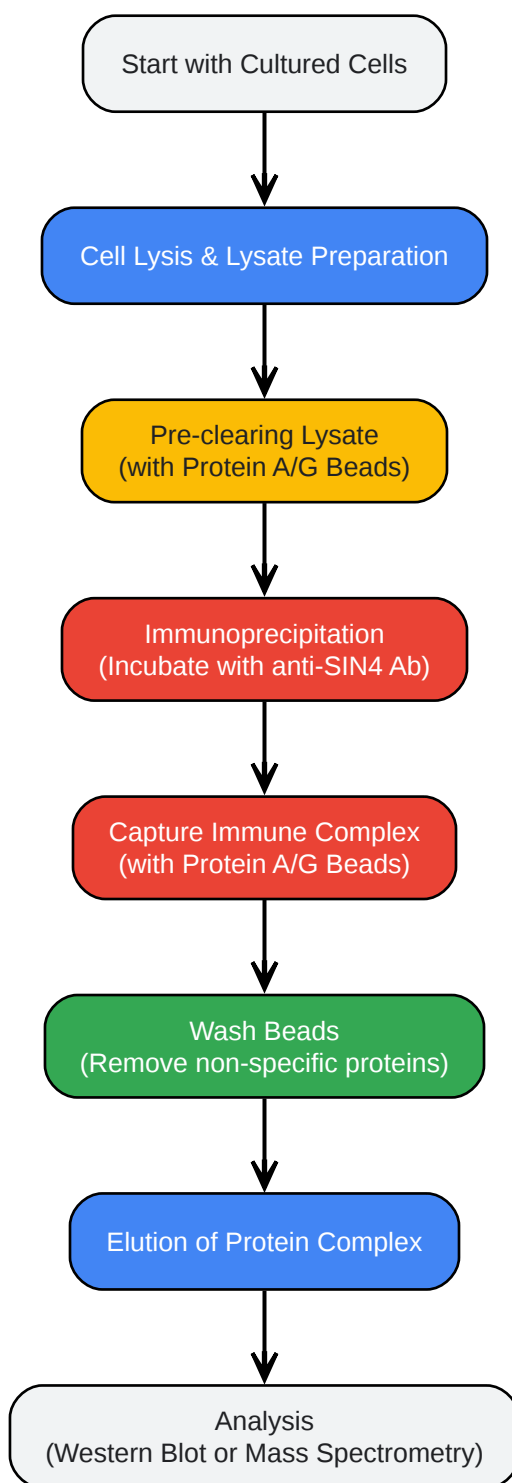 Start with Cultured Cells
Cell Lysis & Lysate Preparation
Pre-clearing Lysate
(with Protein A/G Beads)
Immunoprecipitation
(Incubate with anti-SIN4 Ab)
Capture Immune Complex
(with Protein A/G Beads)
Wash Beads
(Remove non-specific proteins)
Elution of Protein Complex
Analysis
(Western Blot or Mass Spectrometry)